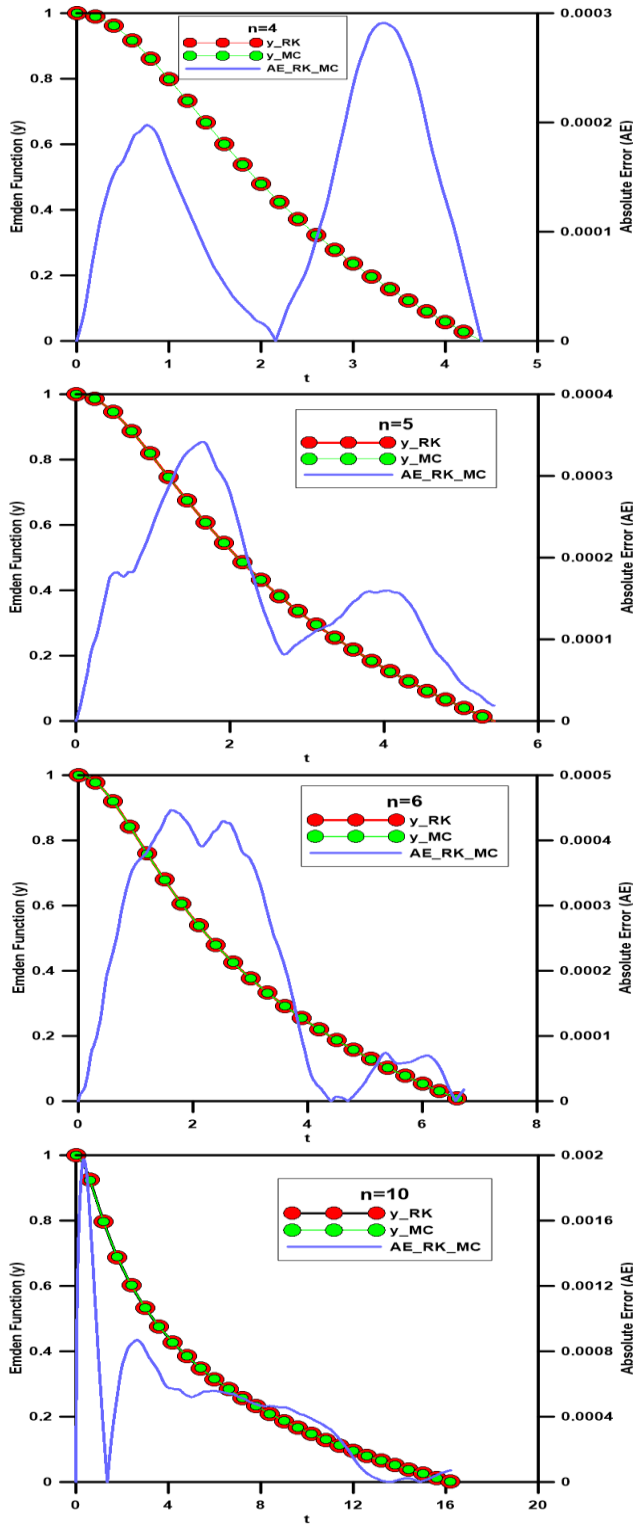 n=4
y_RK
y_MC
AE_RK_MC
Emden Function (y)
Absolute Error (AE)
1
0.8
0.6
0.4
0.2
0
0.0003
0.0002
0.0001
0
0 1 2 3 4 5
t
n=5
y_RK
y_MC
AE_RK_MC
Emden Function (y)
Absolute Error (AE)
1
0.8
0.6
0.4
0.2
0
0.0004
0.0003
0.0002
0.0001
0
0 2 4 6
t
n=6
y_RK
y_MC
AE_RK_MC
Emden Function (y)
Absolute Error (AE)
1
0.8
0.6
0.4
0.2
0
0.0005
0.0004
0.0003
0.0002
0.0001
0
0 2 4 6 8
t
n=10
y_RK
y_MC
AE_RK_MC
Emden Function (y)
Absolute Error (AE)
1
0.8
0.6
0.4
0.2
0
0.002
0.0016
0.0012
0.0008
0.0004
0
0 4 8 12 16 20
t